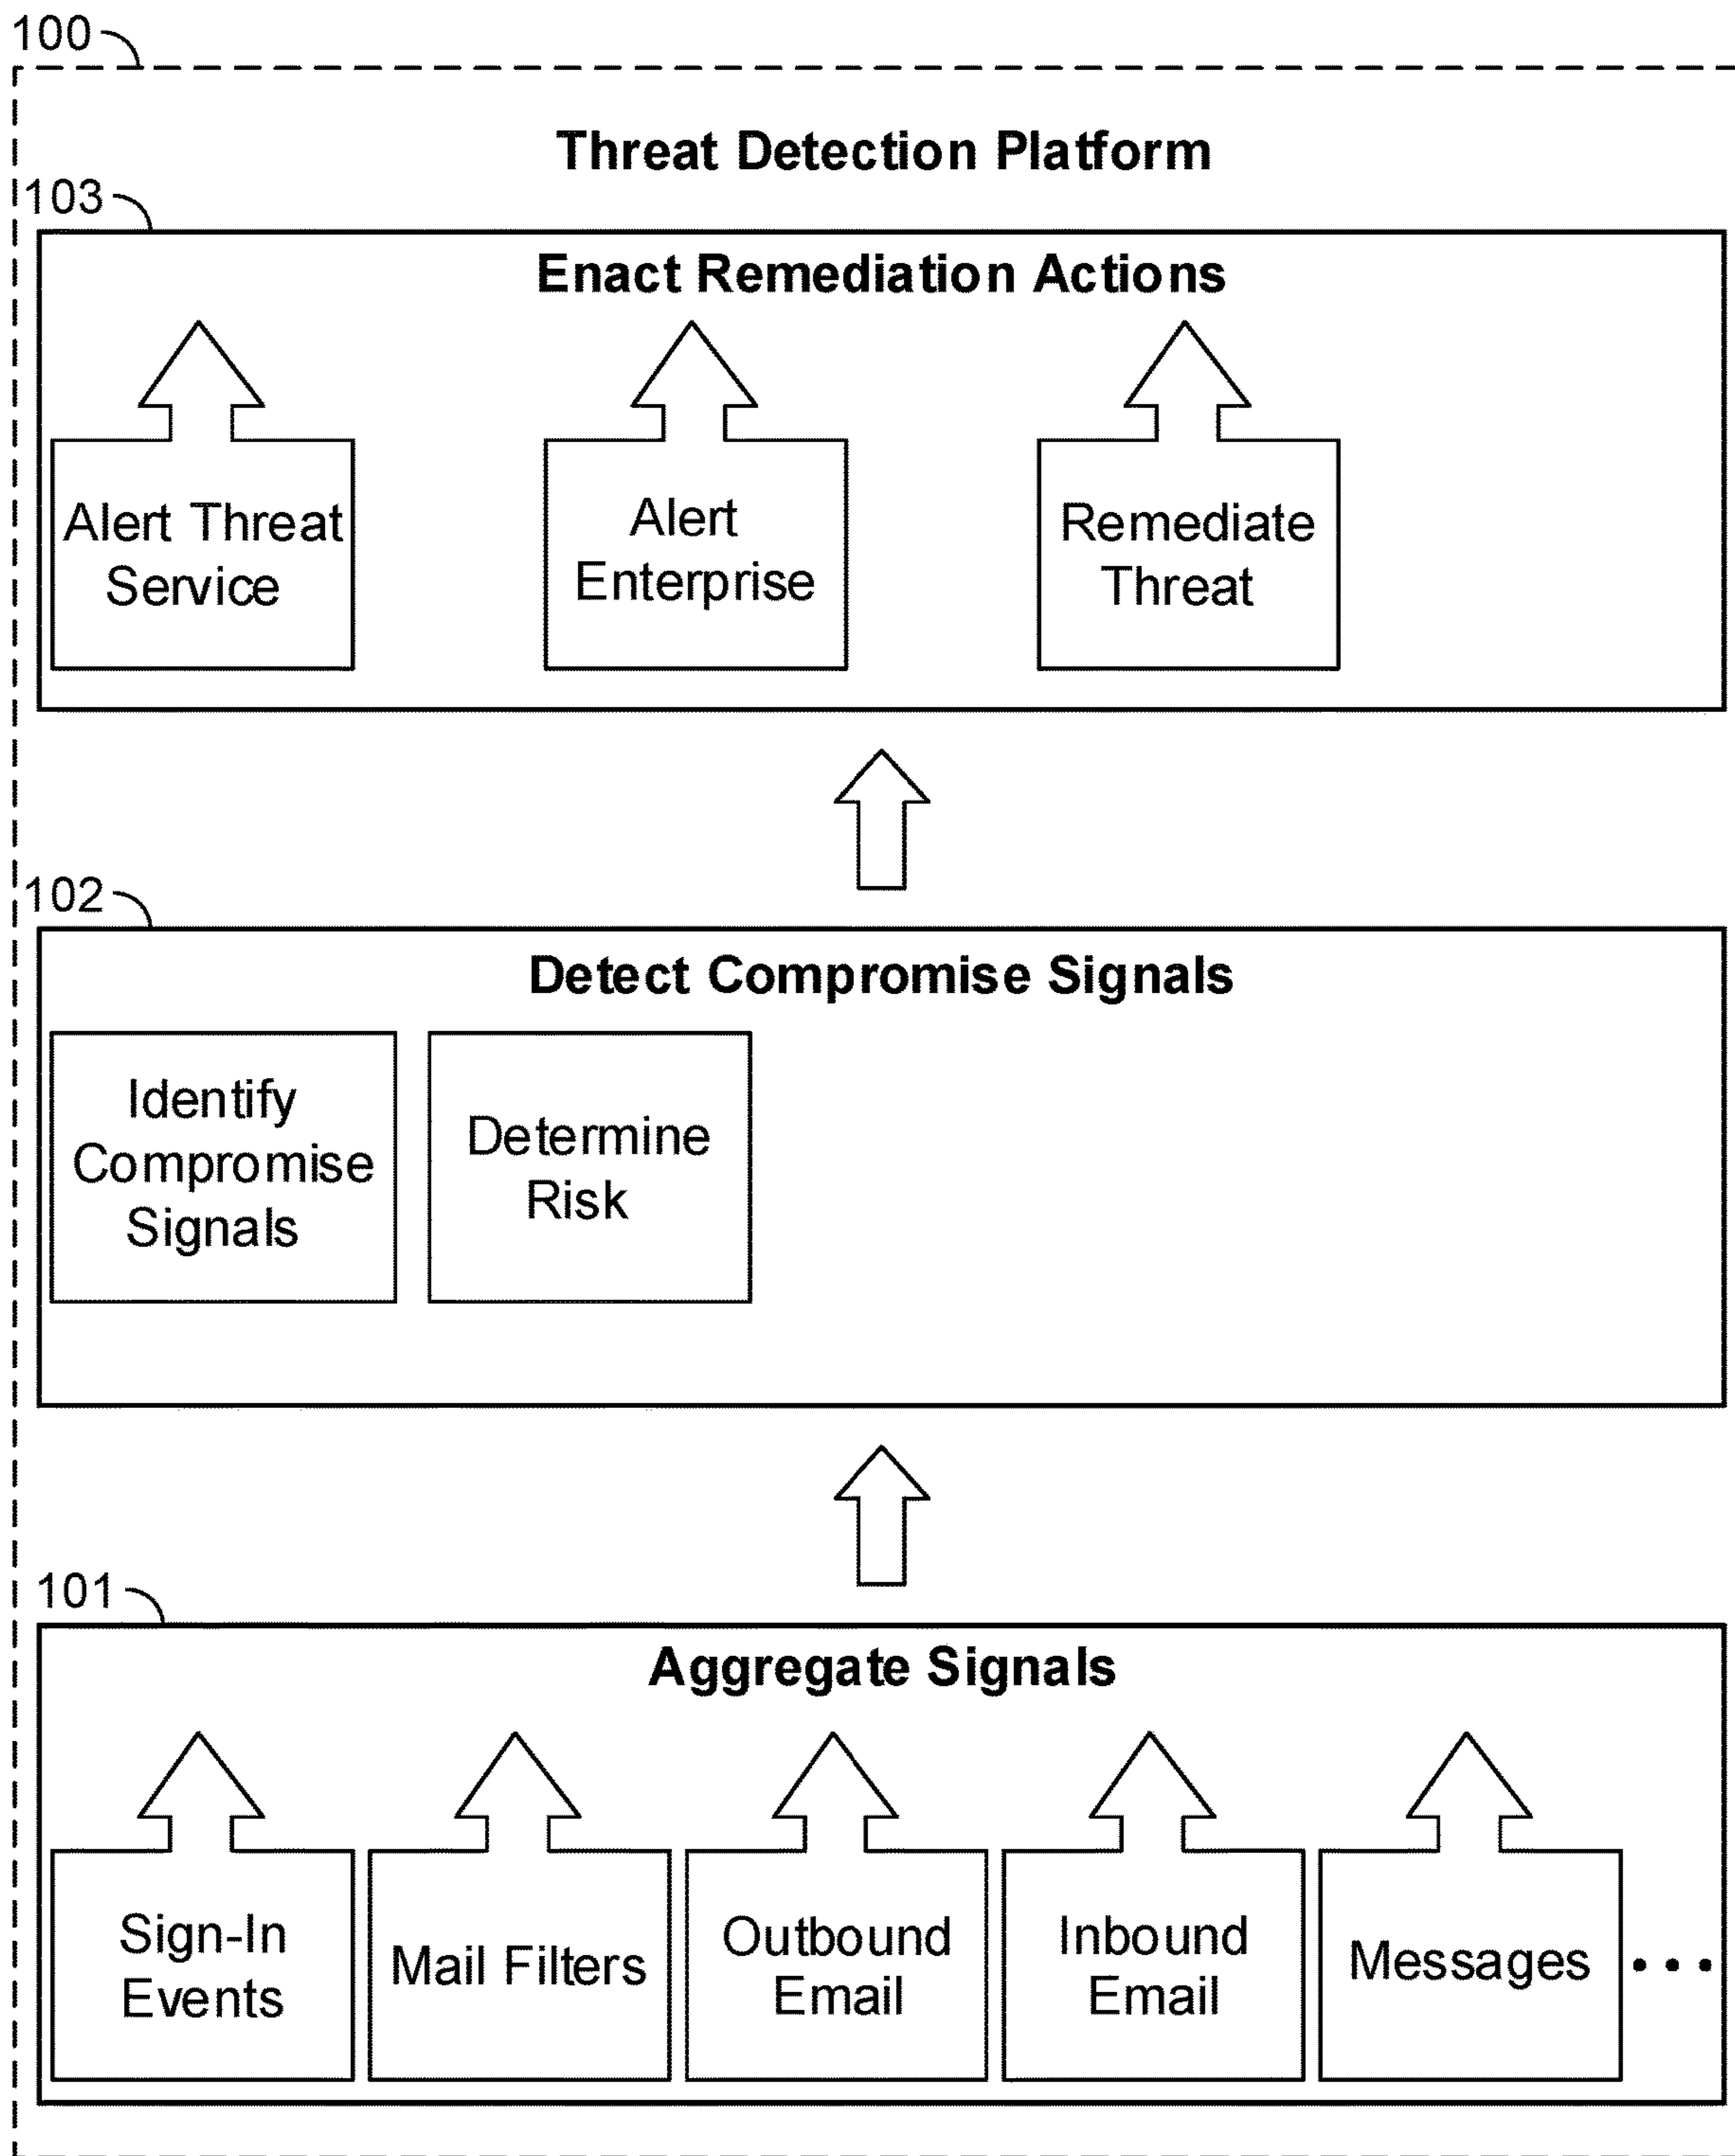 100
Threat Detection Platform
103
Enact Remediation Actions
Alert Threat
Service
Alert
Enterprise
Remediate
Threat
102
Detect Compromise Signals
Identify
Compromise
Signals
Determine
Risk
101
Aggregate Signals
Sign-In
Events
Mail Filters
Outbound
Email
Inbound
Email
Messages
• • •